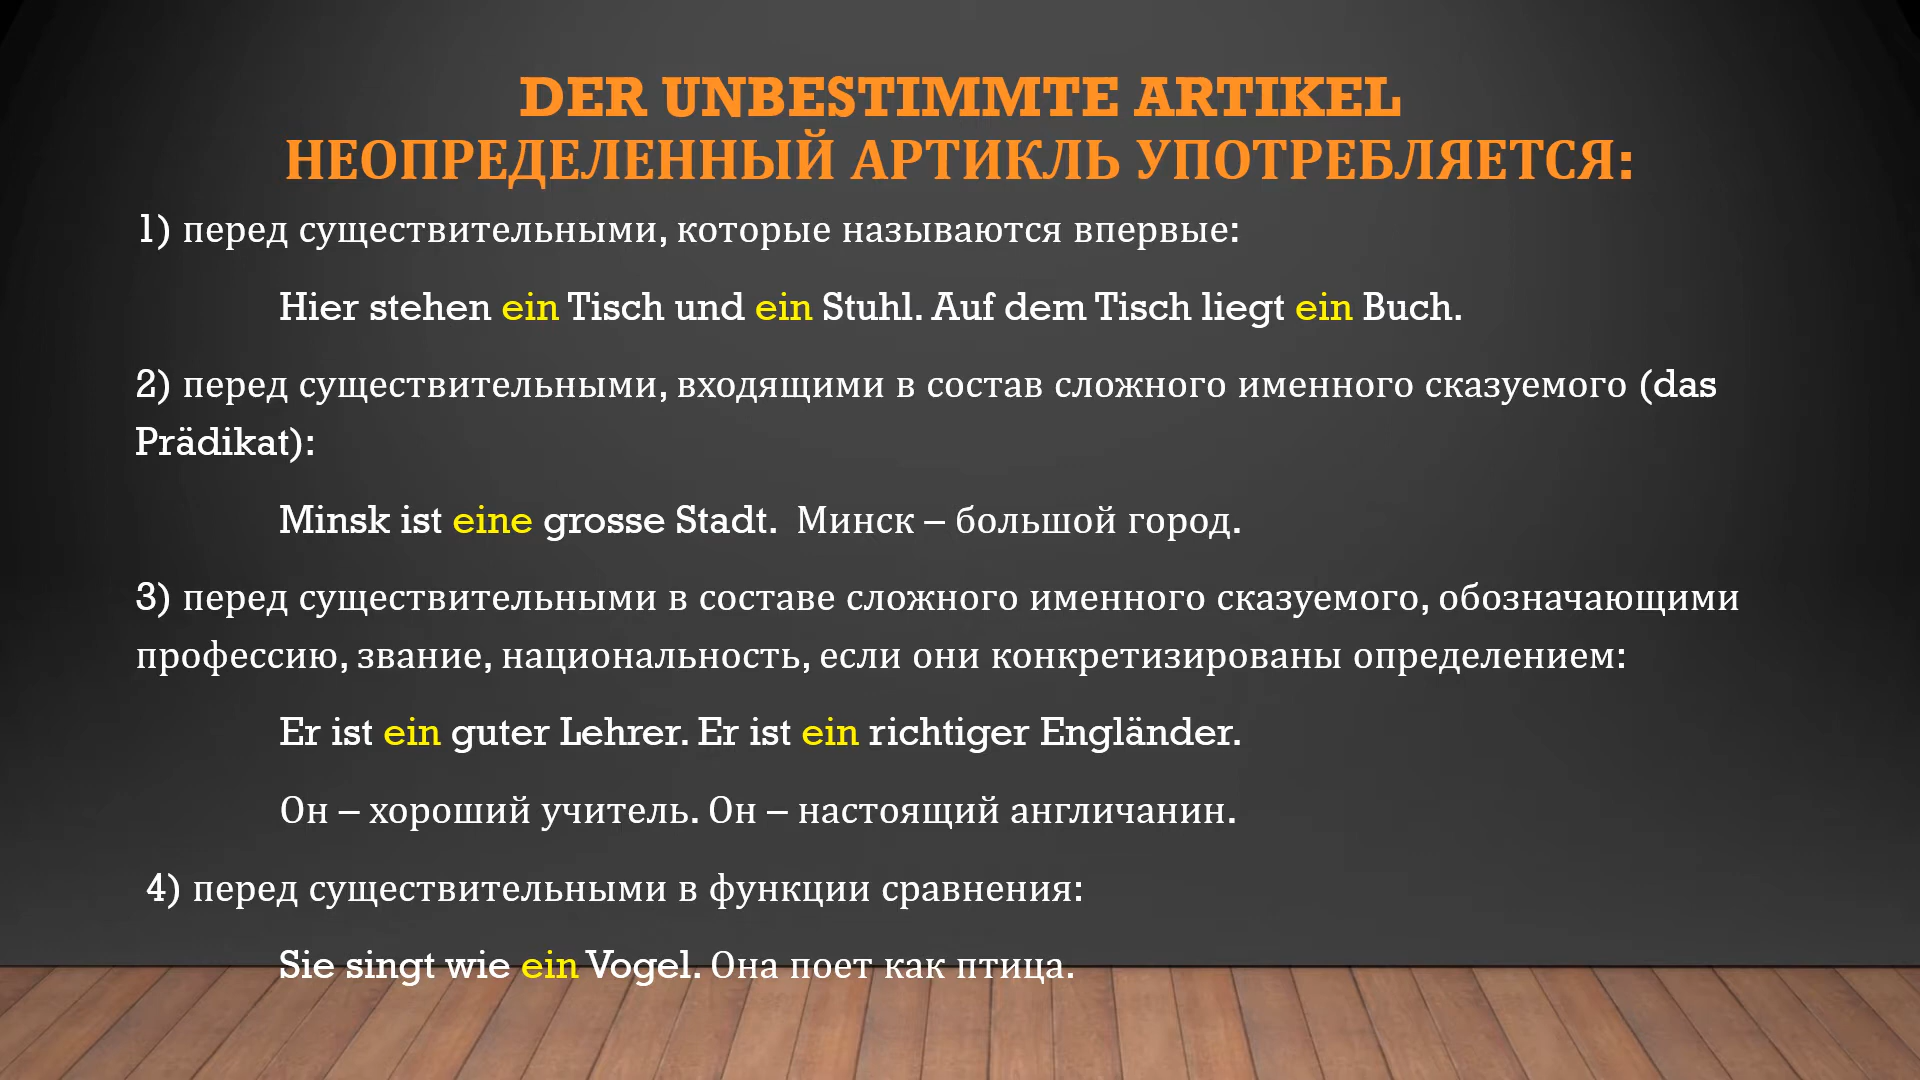 DER UNBESTIMMTE ARTIKEL
НЕОПРЕДЕЛЕННЫЙ АРТИКЛЬ УПОТРЕБЛЯЕТСЯ:
1) перед существительными, которые называются впервые:
Hier stehen ein Tisch und ein Stuhl. Auf dem Tisch liegt ein Buch.
2) перед существительными, входящими в состав сложного именного сказуемого (das
Prädikat):
Minsk ist eine grosse Stadt. Минск – большой город.
3) перед существительными в составе сложного именного сказуемого, обозначающими
профессию, звание, национальность, если они конкретизированы определением:
Er ist ein guter Lehrer. Er ist ein richtiger Engländer.
Он – хороший учитель. Он – настоящий англичанин.
4) перед существительными в функции сравнения:
Sie singt wie ein Vogel. Она поет как птица.